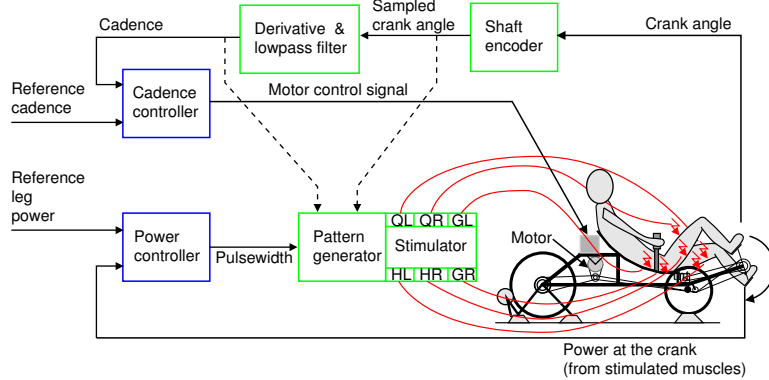 Cadence
Derivative &
lowpass filter
Sampled
crank angle
Shaft
encoder
Crank angle
Reference
cadence
Cadence
controller
Motor control signal
Reference
leg
power
Power
controller
Pulsewidth
Pattern
generator
QL QR GL
Stimulator
HL HR GR
Motor
Power at the crank
(from stimulated muscles)